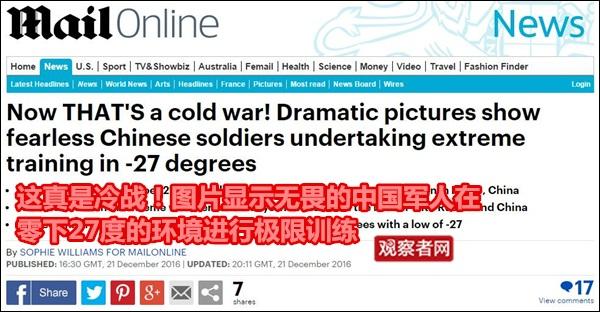 Mail Online
News
Home News U.S. Sport TV&Showbiz Australia Femail Health Science Money Video Travel Fashion Finder
Latest Headlines News World News Arts Headlines France Pictures Most read News Board Wires Login
Now THAT'S a cold war! Dramatic pictures show
fearless Chinese soldiers undertaking extreme
training in -27 degrees
, China
这真是冷战！图片显示无畏的中国军人在
rees with a low of -27
零下27度的环境进行极限训练
观察者网
By SOPHIE WILLIAMS FOR MAILONLINE
PUBLISHED: 16:30 GMT, 21 December 2016 | UPDATED: 20:11 GMT, 21 December 2016
Share
7
shares
17
View comments